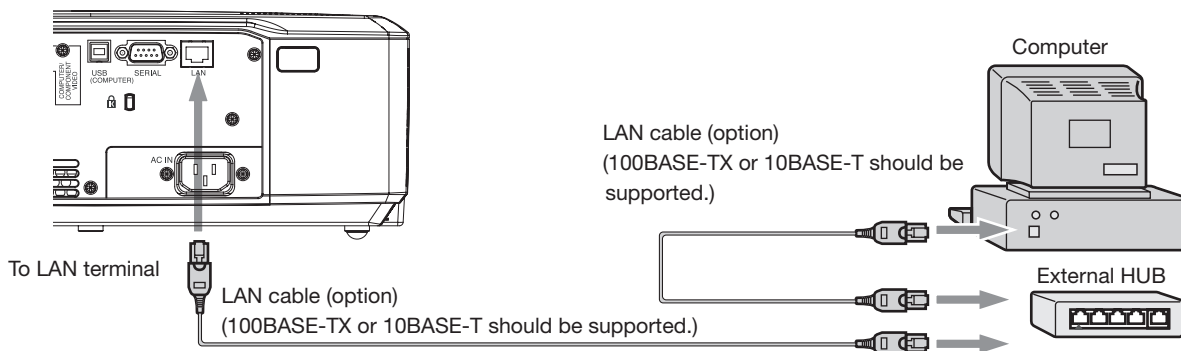 USB
(COMPUTER)
SERIAL
LAN
COMPUTER/
COMPONENT
VIDEO
AC IN
Computer
LAN cable (option)
(100BASE-TX or 10BASE-T should be
supported.)
To LAN terminal
LAN cable (option)
(100BASE-TX or 10BASE-T should be supported.)
External HUB